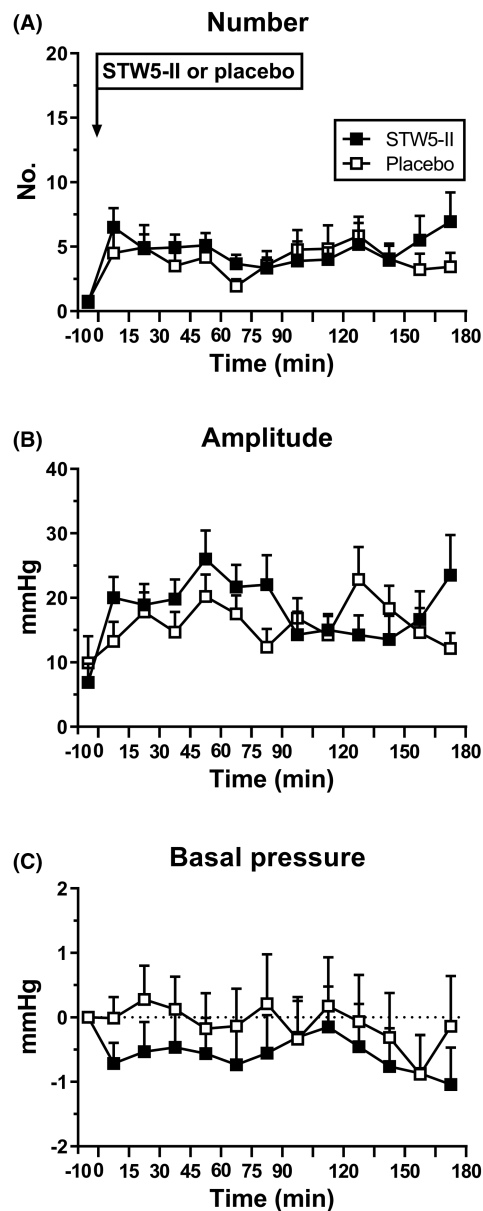 (A) Number
STW5-II or placebo
STW5-II
Placebo
No.
20
15
10
5
0
-10 0 15 30 45 60 75 90 120 150 180
Time (min)
(B) Amplitude
mmHg
40
30
20
10
0
-10 0 15 30 45 60 75 90 120 150 180
Time (min)
(C) Basal pressure
mmHg
2
1
0
-1
-2
-10 0 15 30 45 60 75 90 120 150 180
Time (min)